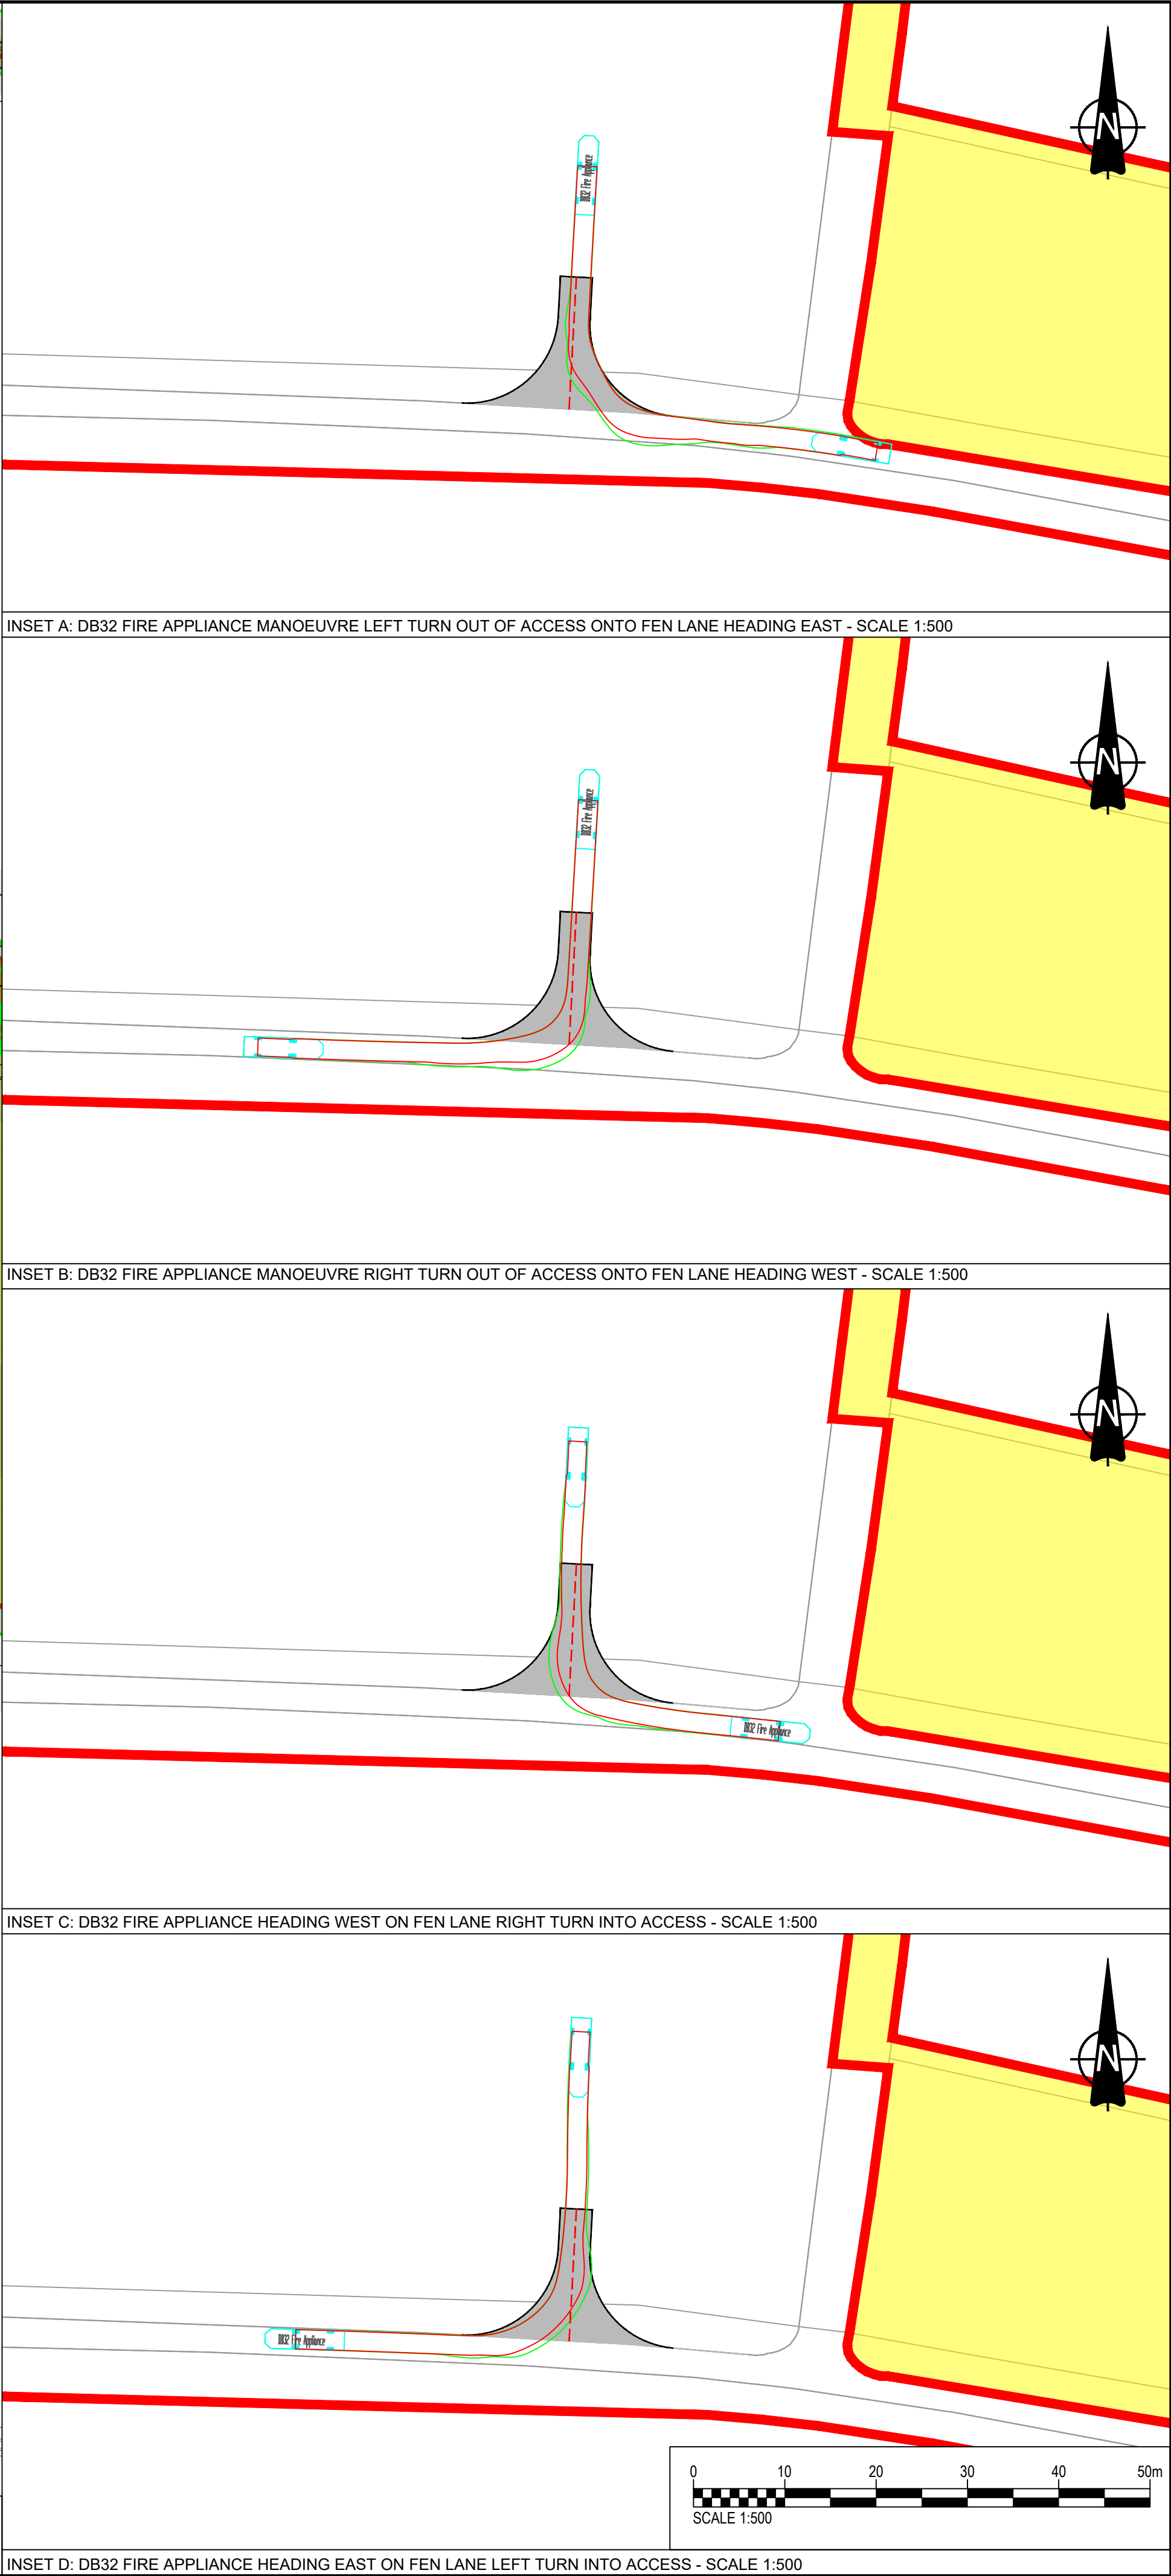 N
DB32 Fire Appliance
INSET A: DB32 FIRE APPLIANCE MANOEUVRE LEFT TURN OUT OF ACCESS ONTO FEN LANE HEADING EAST - SCALE 1:500
N
DB32 Fire Appliance
INSET B: DB32 FIRE APPLIANCE MANOEUVRE RIGHT TURN OUT OF ACCESS ONTO FEN LANE HEADING WEST - SCALE 1:500
N
DB32 Fire Appliance
INSET C: DB32 FIRE APPLIANCE HEADING WEST ON FEN LANE RIGHT TURN INTO ACCESS - SCALE 1:500
N
DB32 Fire Appliance
0 10 20 30 40 50m
SCALE 1:500
INSET D: DB32 FIRE APPLIANCE HEADING EAST ON FEN LANE LEFT TURN INTO ACCESS - SCALE 1:500